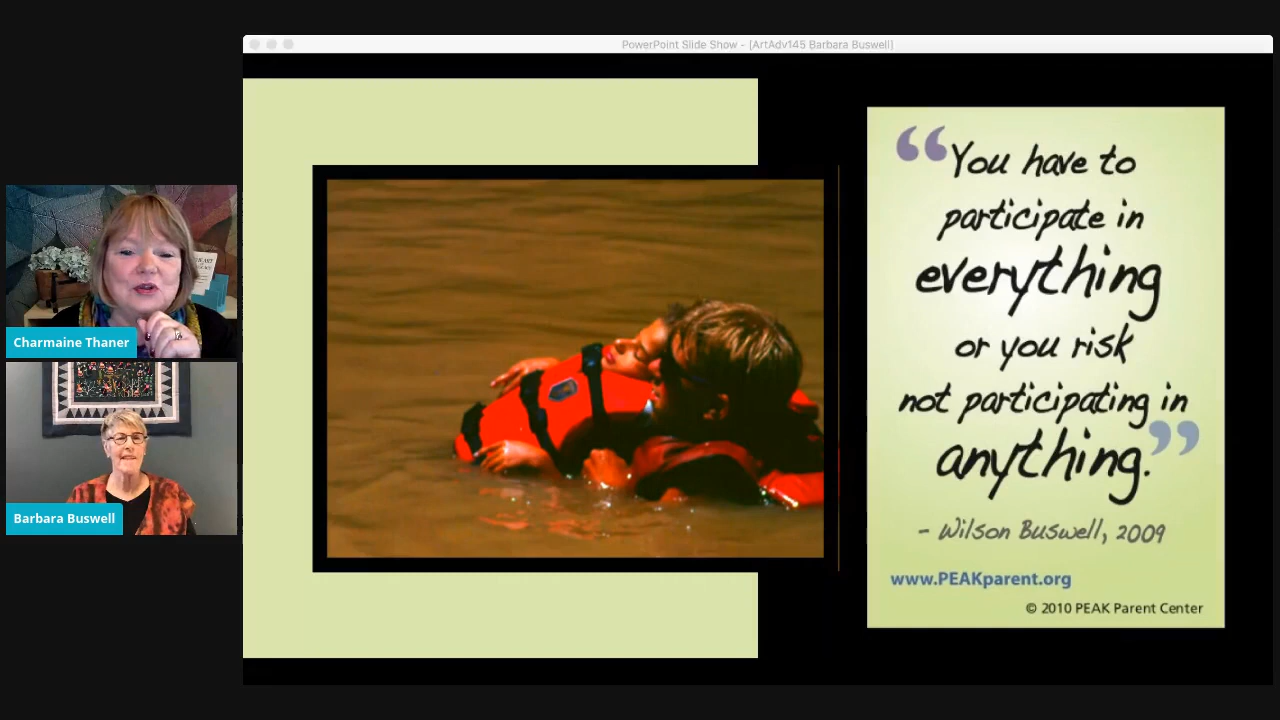 PowerPoint Slide Show - [ArtAdv145 Barbara Buswell]
“You have to
participate in
everything
or you risk
not participating in
anything.”
- Wilson Buswell, 2009
www.PEAKparent.org
© 2010 PEAK Parent Center
Charmaine Thaner
Barbara Buswell